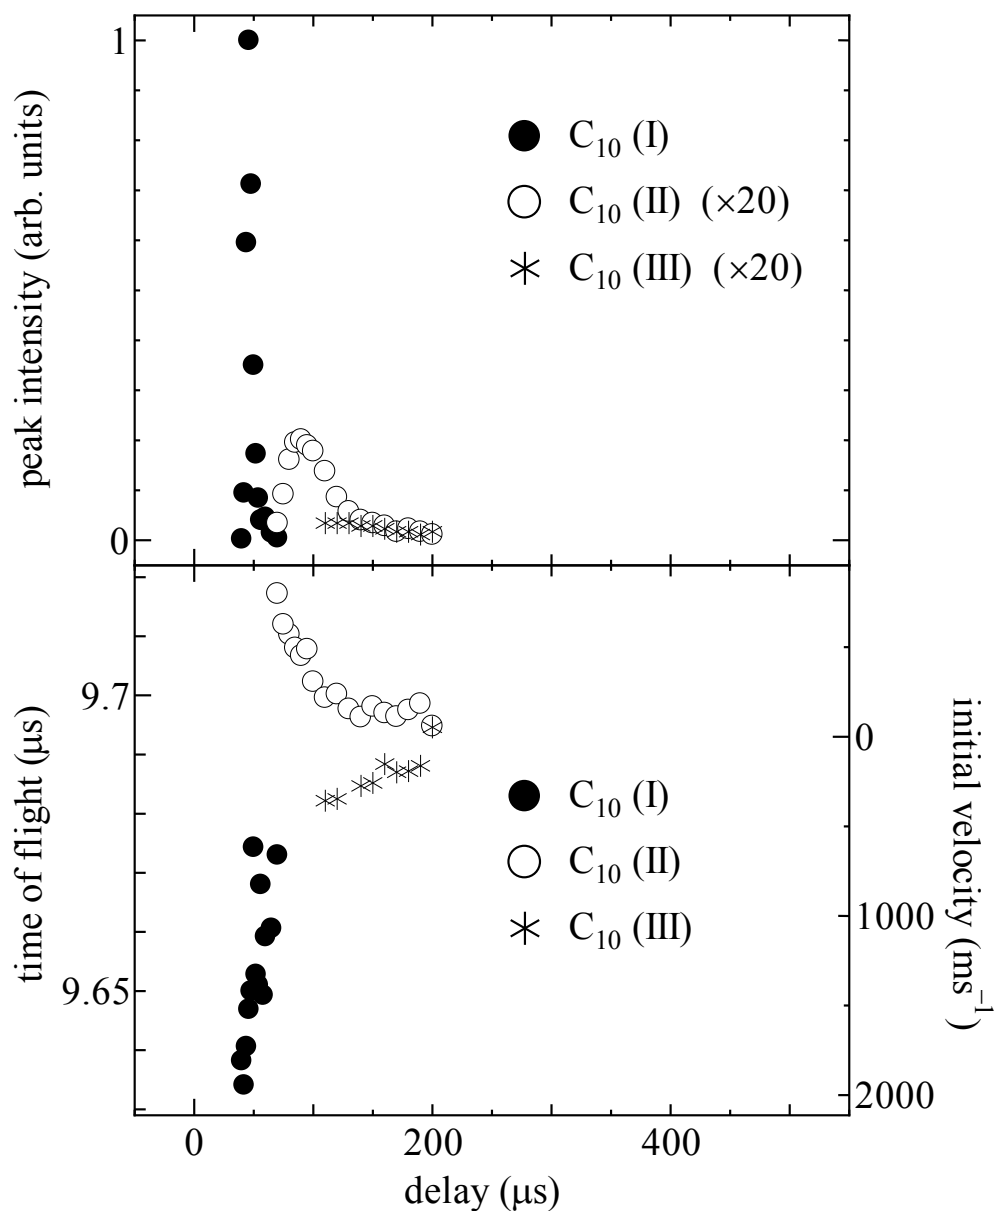 peak intensity (arb. units)
1
0
C₁₀ (I)
C₁₀ (II) (×20)
C₁₀ (III) (×20)
time of flight (μs)
9.7
9.65
C₁₀ (I)
C₁₀ (II)
C₁₀ (III)
0
1000
2000
initial velocity (ms⁻¹)
0 200 400
delay (μs)